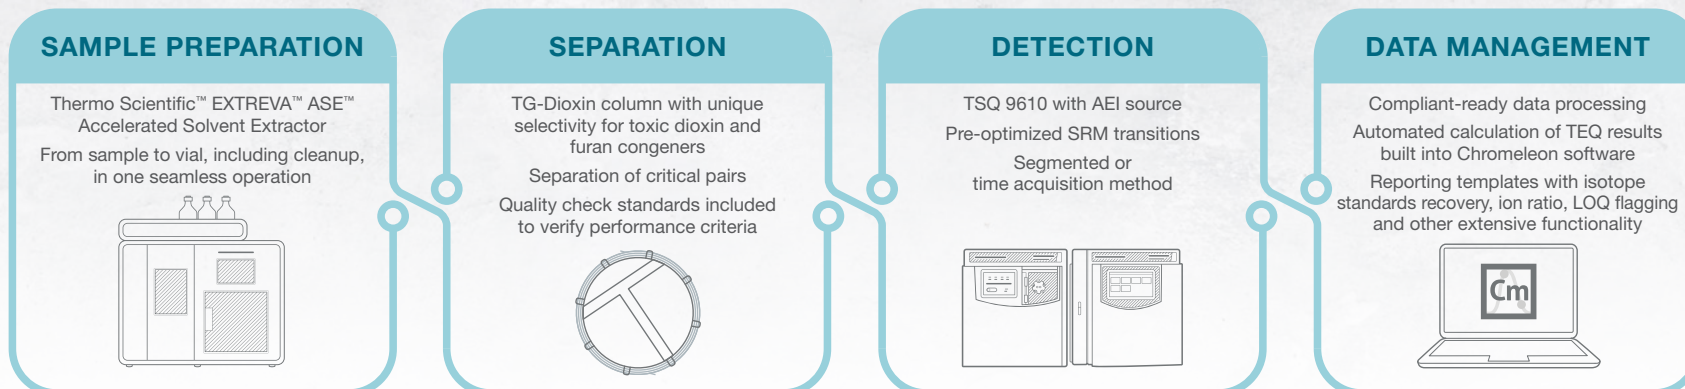 SAMPLE PREPARATION
Thermo Scientific™ EXTREVA™ ASE™
Accelerated Solvent Extractor
From sample to vial, including cleanup,
in one seamless operation
SEPARATION
TG-Dioxin column with unique
selectivity for toxic dioxin and
furan congeners
Separation of critical pairs
Quality check standards included
to verify performance criteria
DETECTION
TSQ 9610 with AEI source
Pre-optimized SRM transitions
Segmented or
time acquisition method
DATA MANAGEMENT
Compliant-ready data processing
Automated calculation of TEQ results
built into Chromeleon software
Reporting templates with isotope
standards recovery, ion ratio, LOQ flagging
and other extensive functionality
Cm